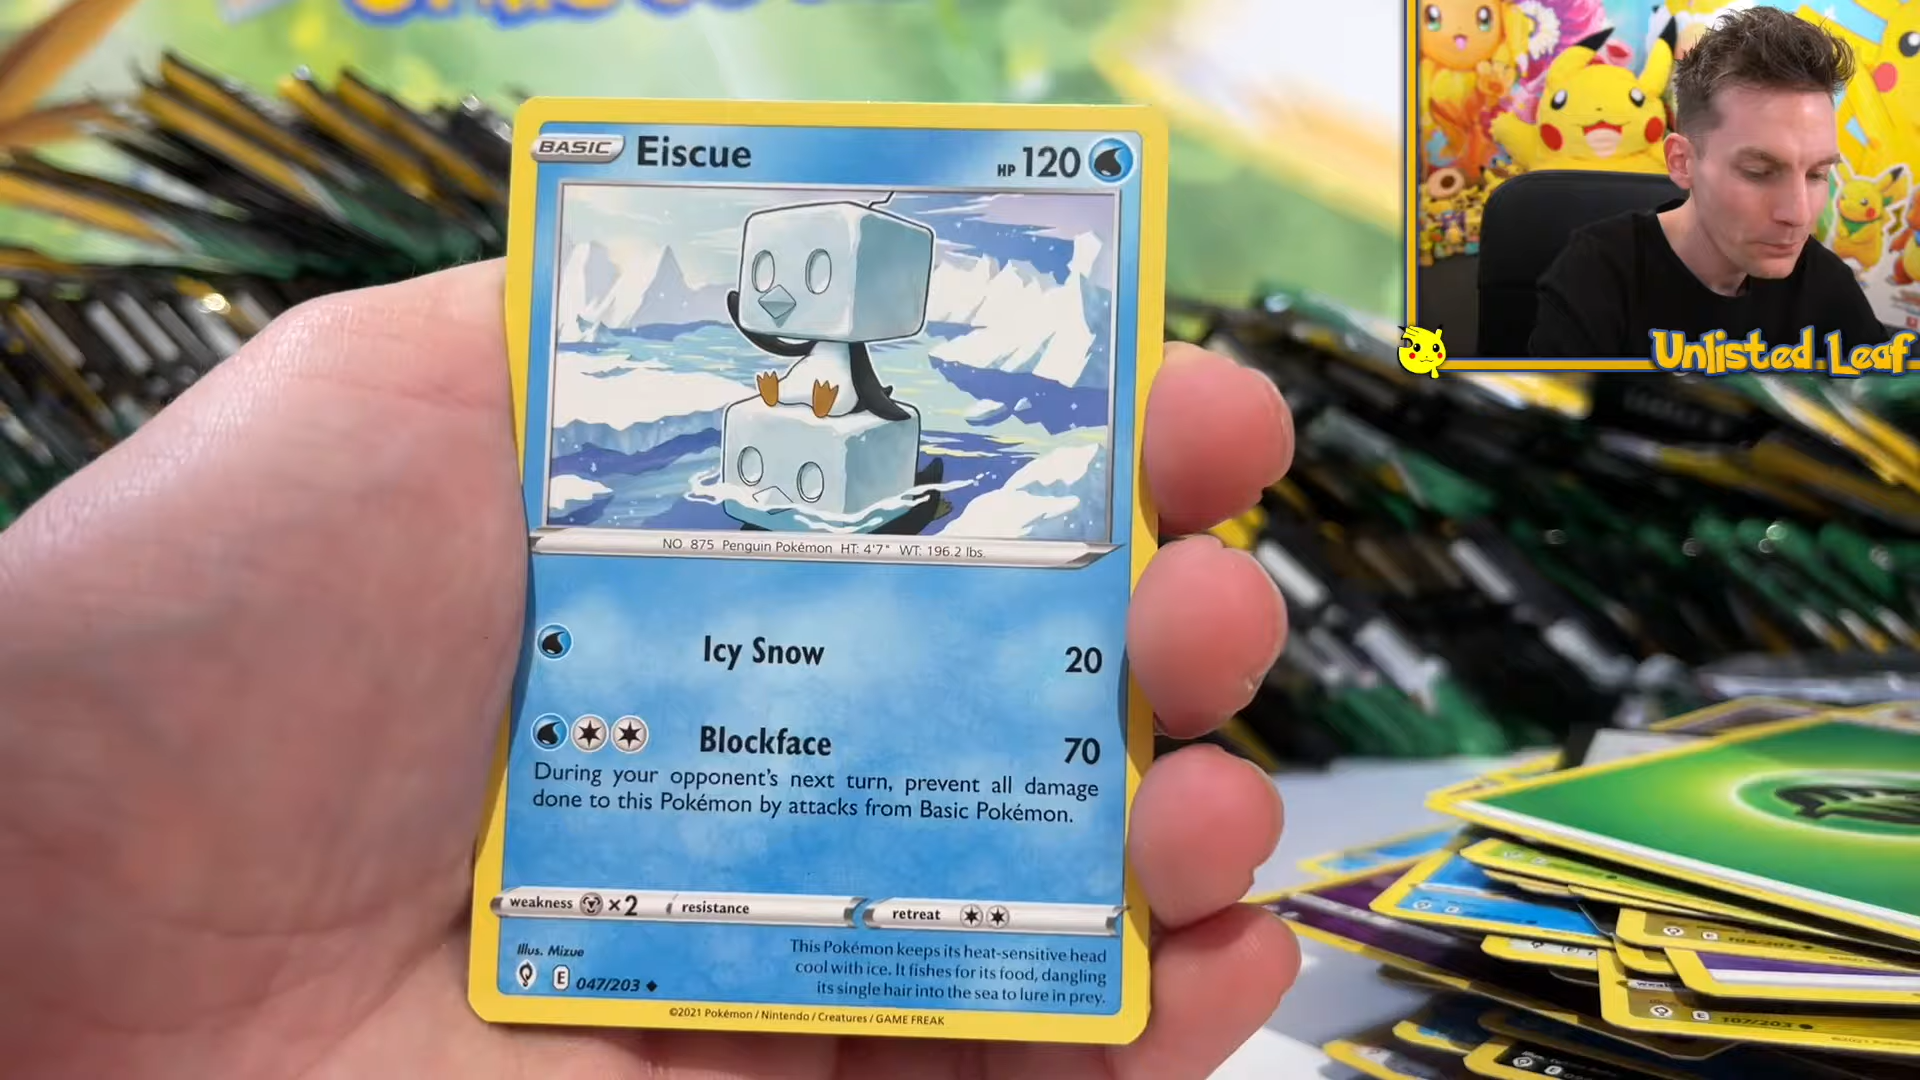 BASIC Eiscue HP 120
NO. 875 Penguin Pokémon HT: 4'7" WT: 196.2 lbs.
Icy Snow 20
Blockface 70
During your opponent's next turn, prevent all damage
done to this Pokémon by attacks from Basic Pokémon.
weakness ×2 resistance retreat
Illus. Mizue
E 047/203
This Pokémon keeps its heat-sensitive head
cool with ice. It fishes for its food, dangling
its single hair into the sea to lure in prey.
©2021 Pokémon / Nintendo / Creatures / GAME FREAK
Unlisted Leaf
107/203